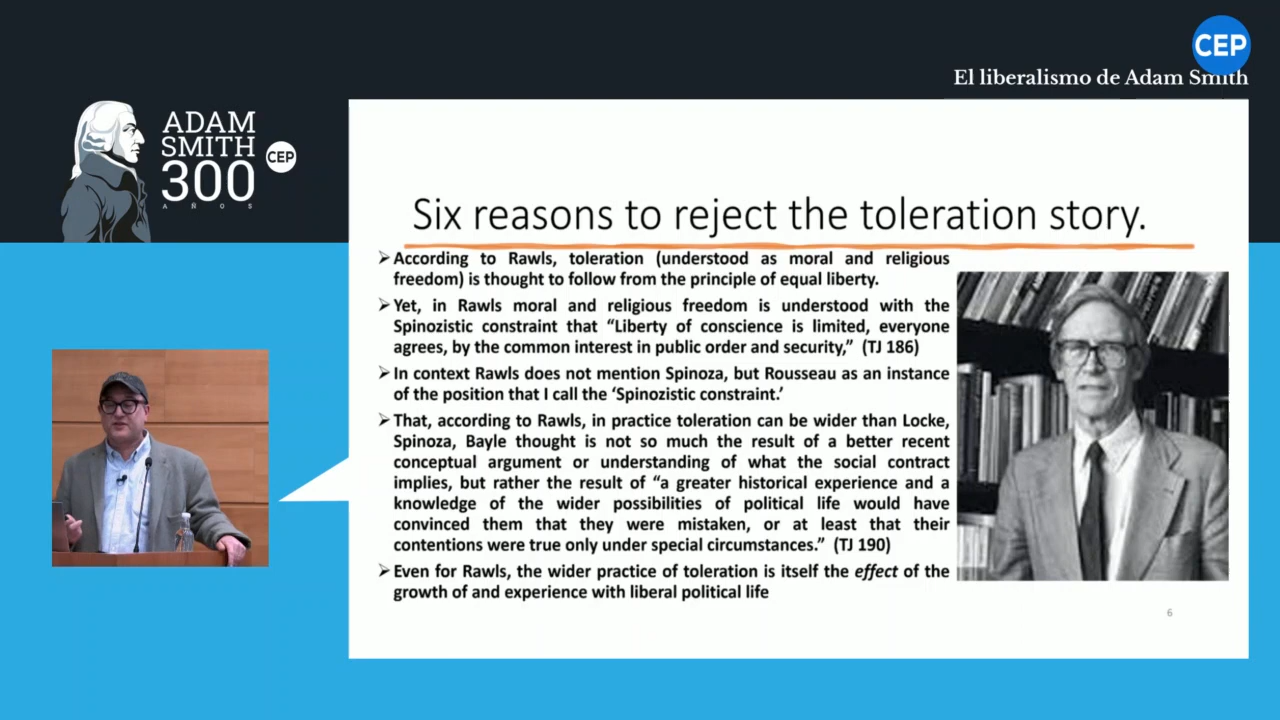 CEP
El liberalismo de Adam Smith
ADAM
SMITH
300
AÑOS
CEP
Six reasons to reject the toleration story.
➢According to Rawls, toleration (understood as moral and religious
freedom) is thought to follow from the principle of equal liberty.
➢Yet, in Rawls moral and religious freedom is understood with the
Spinozistic constraint that “Liberty of conscience is limited, everyone
agrees, by the common interest in public order and security,” (TJ 186)
➢In context Rawls does not mention Spinoza, but Rousseau as an instance
of the position that I call the ‘Spinozistic constraint.’
➢That, according to Rawls, in practice toleration can be wider than Locke,
Spinoza, Bayle thought is not so much the result of a better recent
conceptual argument or understanding of what the social contract
implies, but rather the result of “a greater historical experience and a
knowledge of the wider possibilities of political life would have
convinced them that they were mistaken, or at least that their
contentions were true only under special circumstances.” (TJ 190)
➢Even for Rawls, the wider practice of toleration is itself the effect of the
growth of and experience with liberal political life
6